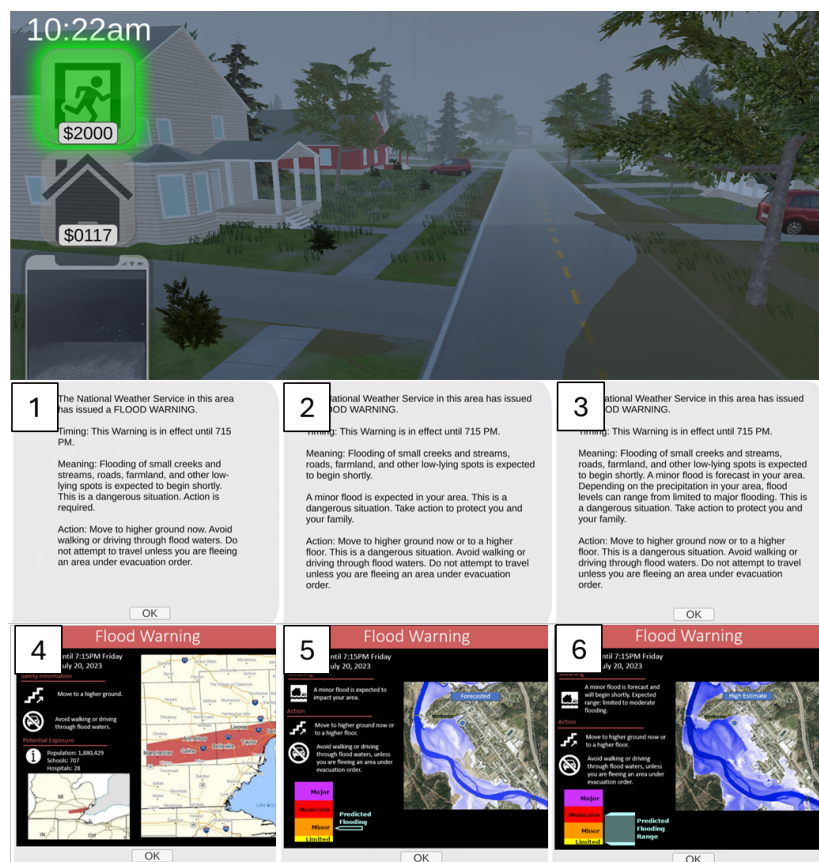 10:22am
$2000
$0117
1
The National Weather Service in this area
has issued a FLOOD WARNING.
Timing: This Warning is in effect until 715
PM.
Meaning: Flooding of small creeks and
streams, roads, farmland, and other low-
lying spots is expected to begin shortly.
This is a dangerous situation. Action is
required.
Action: Move to higher ground now. Avoid
walking or driving through flood waters. Do
not attempt to travel unless you are fleeing
an area under evacuation order.
OK
2
National Weather Service in this area has issued
FLOOD WARNING.
Timing: This Warning is in effect until 715 PM.
Meaning: Flooding of small creeks and streams,
roads, farmland, and other low-lying spots is expected
to begin shortly.
A minor flood is expected in your area. This is a
dangerous situation. Take action to protect you and
your family.
Action: Move to higher ground now or to a higher
floor. This is a dangerous situation. Avoid walking or
driving through flood waters. Do not attempt to travel
unless you are fleeing an area under evacuation
order.
3
National Weather Service in this area has issued
FLOOD WARNING.
Timing: This Warning is in effect until 715 PM.
Meaning: Flooding of small creeks and streams,
roads, farmland, and other low-lying spots is expected
to begin shortly. A minor flood is forecast in your area.
Depending on the precipitation in your area, flood
levels can range from limited to major flooding. This is
a dangerous situation. Take action to protect you and
your family.
Action: Move to higher ground now or to a higher
floor. This is a dangerous situation. Avoid walking or
driving through flood waters. Do not attempt to travel
unless you are fleeing an area under evacuation
order.
OK
4
Flood Warning
until 7:15PM Friday
July 20, 2023
Safety Information
Move to a higher ground.
Avoid walking or driving
through flood waters.
Potential Exposure
Population: 1,880,429
Schools: 707
Hospitals: 28
MI
IN
OH
Livonia
Ann Arbor
Taylor
Manchester
Saline
Belleville
OK
5
Flood Warning
until 7:15PM Friday
July 20, 2023
A minor flood is expected to
impact your area.
Action
Move to higher ground now or
to a higher floor.
Avoid walking or driving
through flood waters, unless
you are fleeing an area under
evacuation order.
Major
Moderate
Minor
Limited
Predicted
Flooding
Forecasted
OK
6
Flood Warning
until 7:15PM Friday
July 20, 2023
A minor flood is forecast and
will begin shortly. Expected
range: limited to moderate
flooding.
Action
Move to higher ground now or
to a higher floor.
Avoid walking or driving
through flood waters, unless
you are fleeing an area under
evacuation order.
Major
Moderate
Minor
Limited
Predicted
Flooding
Range
High Estimate
OK